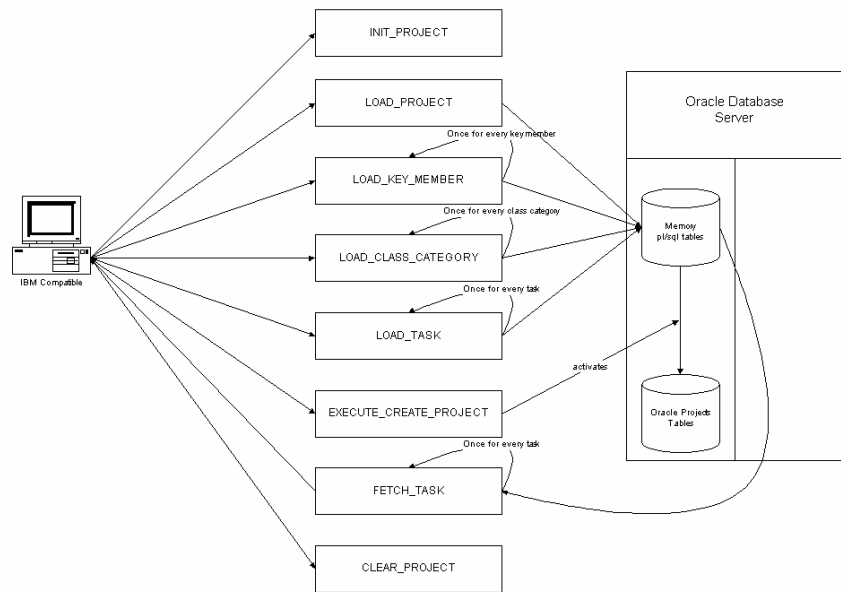 INIT_PROJECT
LOAD_PROJECT
Oracle Database
Server
Once for every key member
LOAD_KEY_MEMBER
Once for every class category
Memory
pl/sql tables
LOAD_CLASS_CATEGORY
IBM Compatible
Once for every task
LOAD_TASK
activates
EXECUTE_CREATE_PROJECT
Oracle Projects
Tables
Once for every task
FETCH_TASK
CLEAR_PROJECT